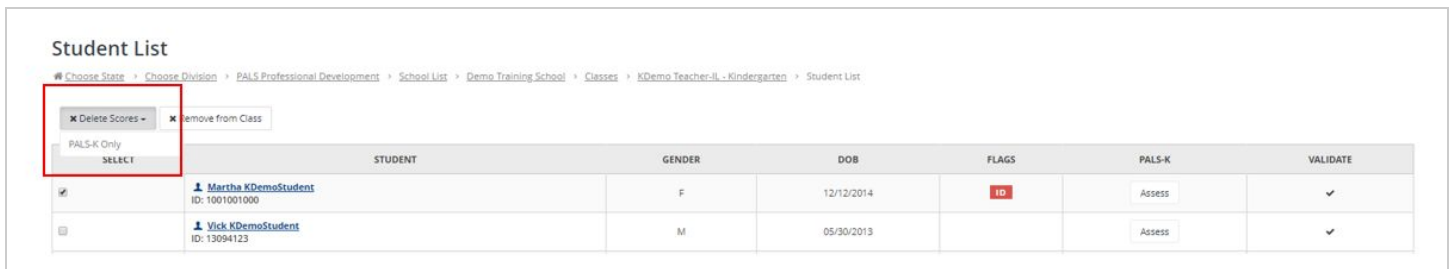 Student List
Choose State > Choose Division > PALS Professional Development > School List > Demo Training School > Classes > KDemo Teacher-IL - Kindergarten > Student List
Delete Scores Remove from Class
PALS-K Only
SELECT STUDENT GENDER DOB FLAGS PALS-K VALIDATE
Martha KDemoStudent F 12/12/2014 ID Assess
ID: 1001001000
Vick KDemoStudent M 05/30/2013 Assess
ID: 13094123